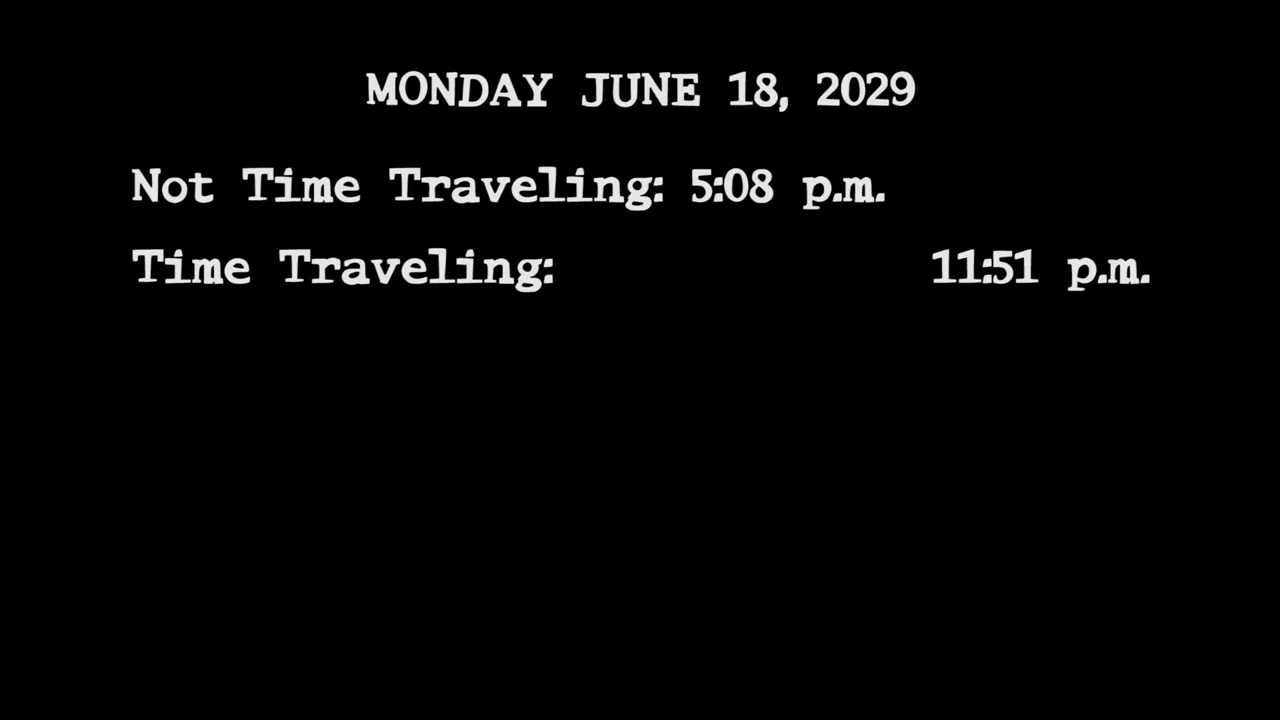 MONDAY JUNE 18, 2029
Not Time Traveling: 5:08 p.m.
Time Traveling: 11:51 p.m.